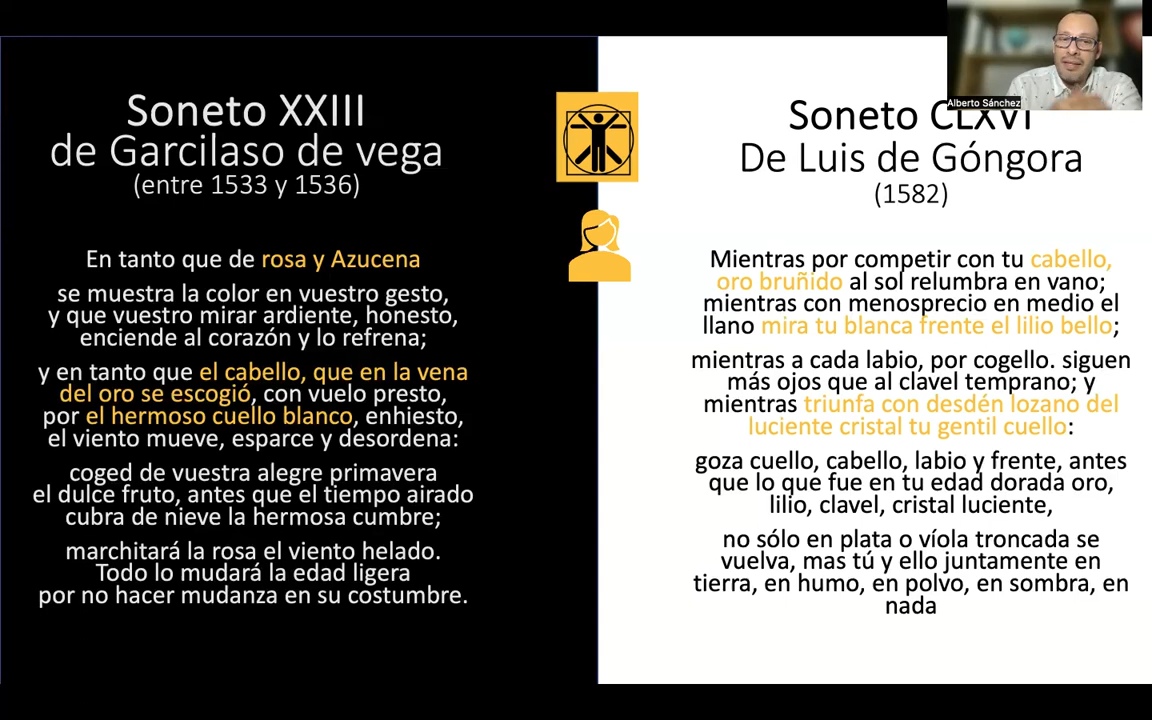 Soneto XXIII
de Garcilaso de vega
(entre 1533 y 1536)
En tanto que de rosa y Azucena
se muestra la color en vuestro gesto,
y que vuestro mirar ardiente, honesto,
enciende al corazón y lo refrena;
y en tanto que el cabello, que en la vena
del oro se escogió, con vuelo presto,
por el hermoso cuello blanco, enhiesto,
el viento mueve, esparce y desordena:
coged de vuestra alegre primavera
el dulce fruto, antes que el tiempo airado
cubra de nieve la hermosa cumbre;
marchitará la rosa el viento helado.
Todo lo mudará la edad ligera
por no hacer mudanza en su costumbre.
Alberto Sánchez
Soneto CLXVI
De Luis de Góngora
(1582)
Mientras por competir con tu cabello,
oro bruñido al sol relumbra en vano;
mientras con menosprecio en medio el
llano mira tu blanca frente el lilio bello;
mientras a cada labio, por cogello. siguen
más ojos que al clavel temprano; y
mientras triunfa con desdén lozano del
luciente cristal tu gentil cuello:
goza cuello, cabello, labio y frente, antes
que lo que fue en tu edad dorada oro,
lilio, clavel, cristal luciente,
no sólo en plata o víola troncada se
vuelva, mas tú y ello juntamente en
tierra, en humo, en polvo, en sombra, en
nada